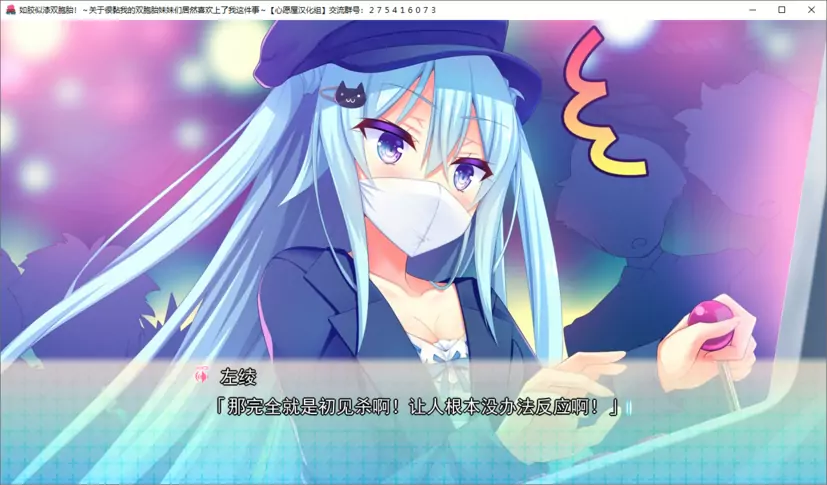 如胶似漆双胞胎！~关于很黏我的双胞胎妹妹们居然喜欢上了我这件事~【心愿屋汉化组】交流群号：275416073
左绫
「那完全就是初见杀啊！让人根本没办法反应啊！」